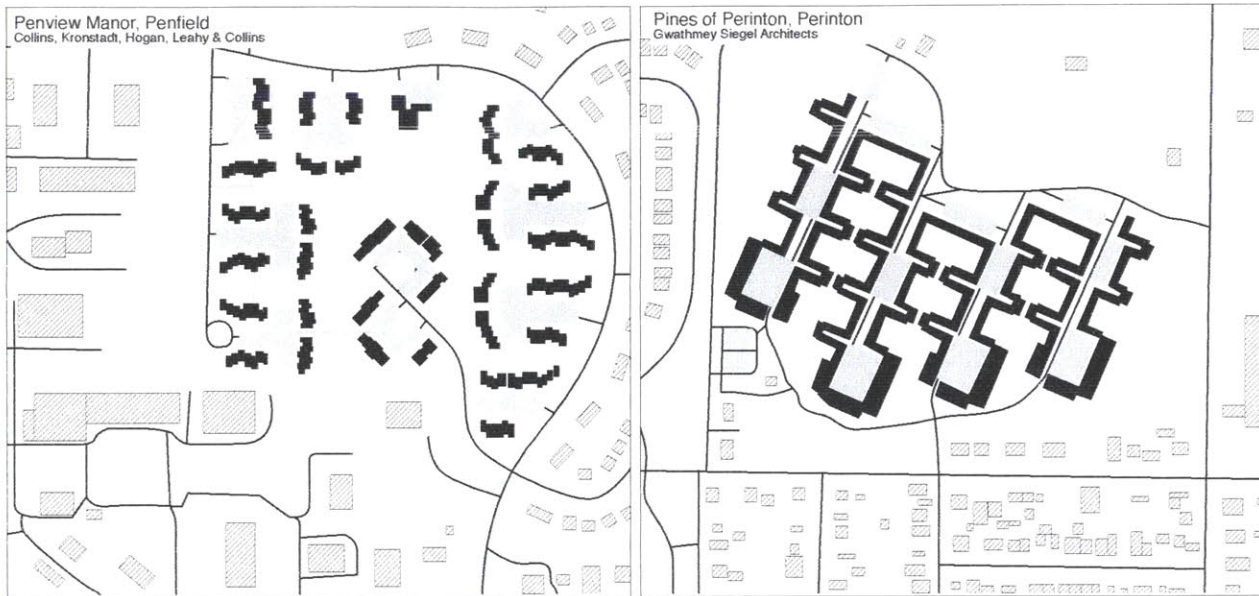 Penview Manor, Penfield
Collins, Kronstadt, Hogan, Leahy & Collins
Pines of Perinton, Perinton
Gwathmey Siegel Architects